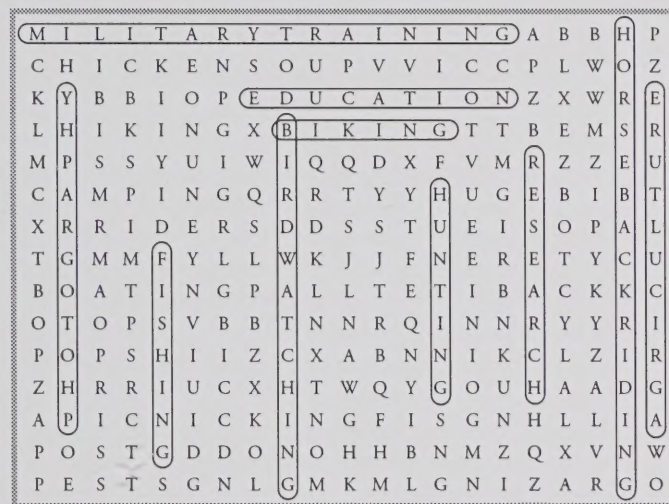 M I L I T A R Y T R A I N I N G A B B H P
C H I C K E N S O U P V V I C C P L W O Z
K Y B B I O P E D U C A T I O N Z X W R E
L H I K I N G X B I K I N G T T B E M S R
M P S S Y U I W I Q Q D X F V M R Z Z E U
C A M P I N G Q R R T Y Y H U G E B I B T
X R R I D E R S D D S S T U E I S O P A L
T G M M F Y L L W K J J F N E R E T Y C U
B O A T I N G P A L L T E T I B A C K K C
O T O P S V B B T N N R Q I N N R Y Y R I
P O P S H I I Z C X A B N N I K C L Z I R
Z H R R I U C X H T W Q Y G O U H A A D G
A P I C N I C K I N G F I S G N H L L I A
P O S T G D D O N O H H B N M Z Q X V N W
P E S T S G N L G M K M L G N I Z A R G O